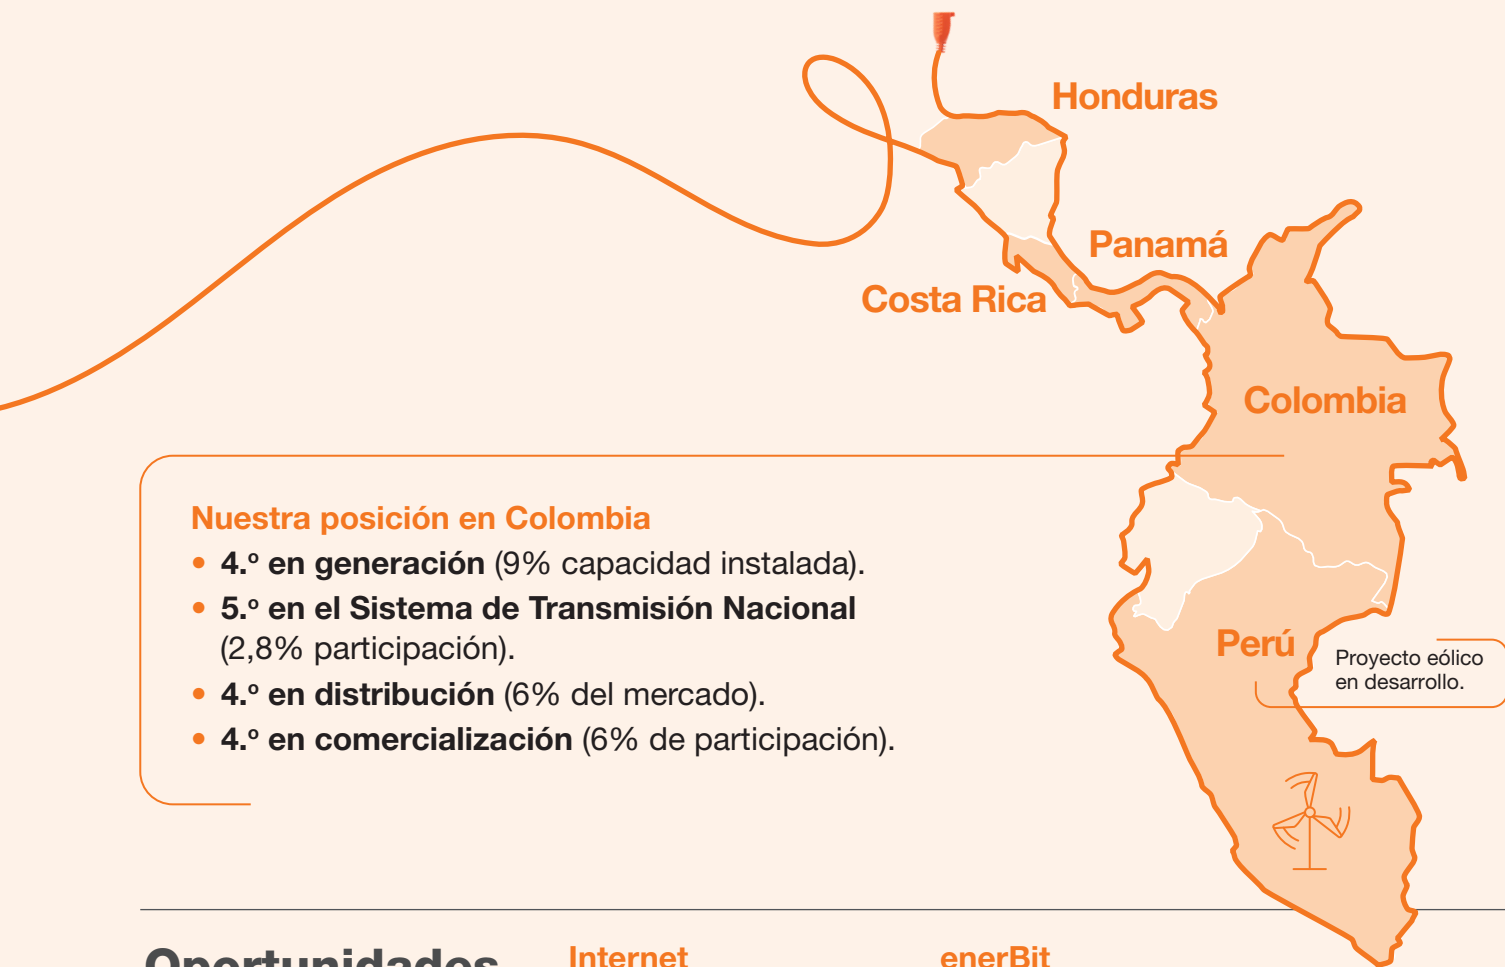 Honduras
Panamá
Costa Rica
Colombia
Nuestra posición en Colombia
• 4.º en generación (9% capacidad instalada).
• 5.º en el Sistema de Transmisión Nacional
(2,8% participación).
• 4.º en distribución (6% del mercado).
• 4.º en comercialización (6% de participación).
Perú
Proyecto eólico
en desarrollo.
Oportunidades
Internet
enerBit